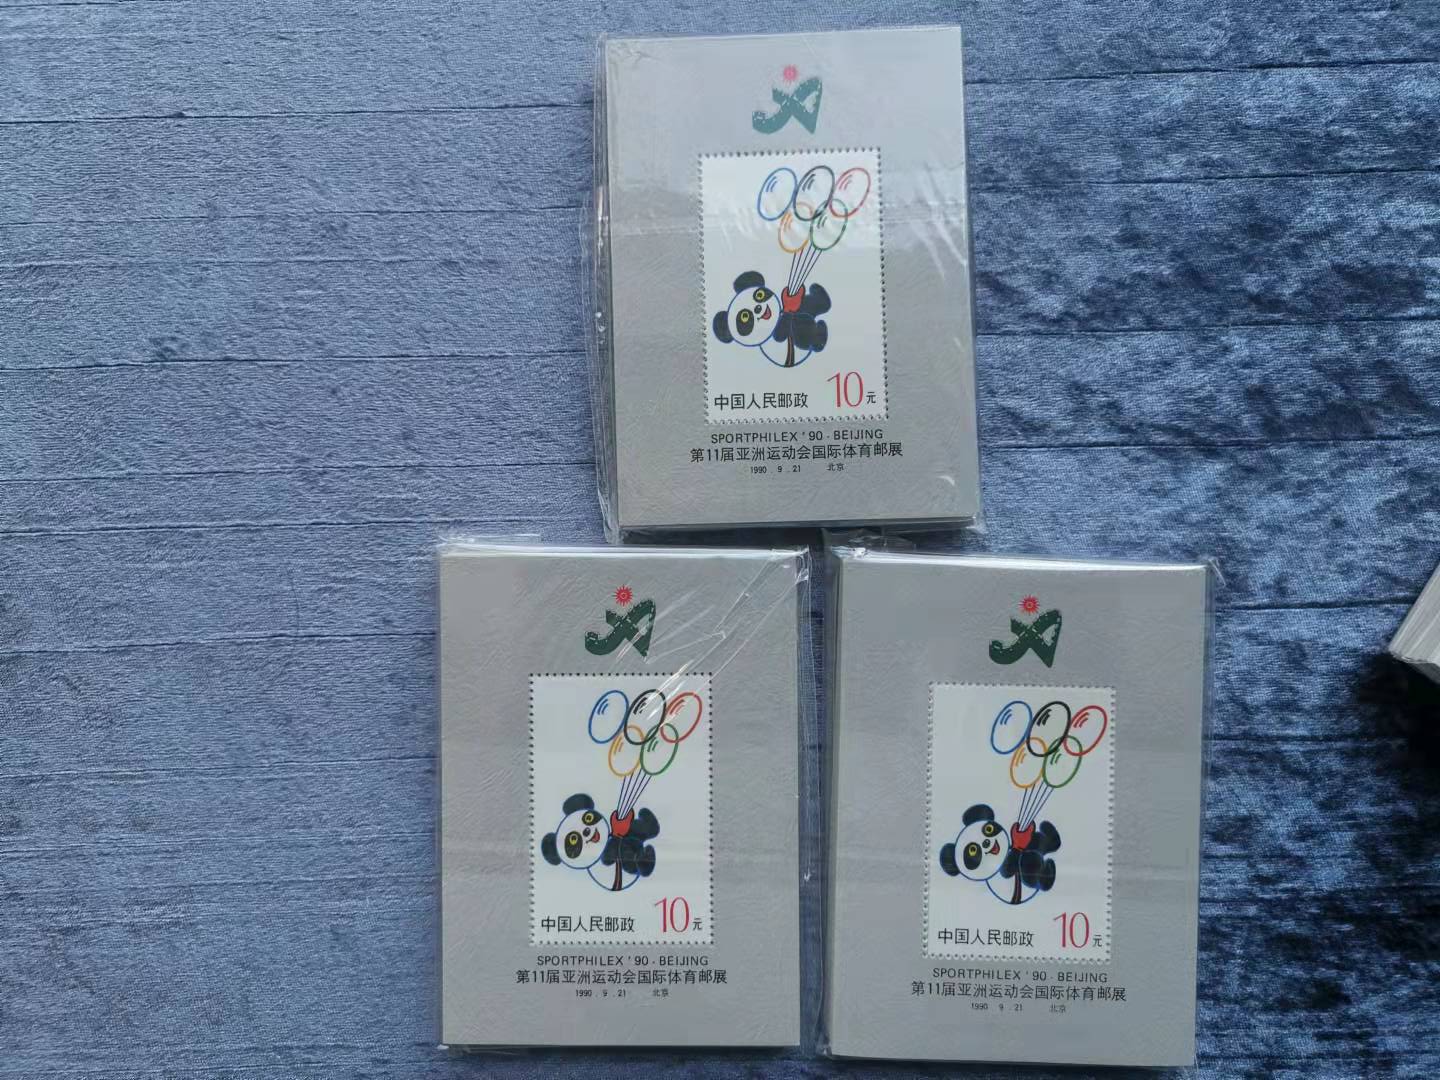 中国人民邮政 10元
SPORTPHILEX '90 · BEIJING
第11届亚洲运动会国际体育邮展
1990 . 9 . 21 北京
中国人民邮政 10元
SPORTPHILEX '90 · BEIJING
第11届亚洲运动会国际体育邮展
1990 . 9 . 21 北京
中国人民邮政 10元
SPORTPHILEX '90 · BEIJING
第11届亚洲运动会国际体育邮展
1990 9 . 21 北京